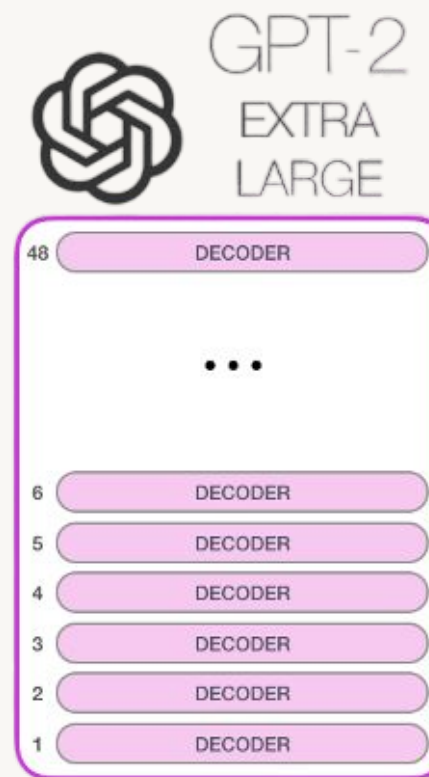 GPT-2
EXTRA
LARGE
48 DECODER
...
6 DECODER
5 DECODER
4 DECODER
3 DECODER
2 DECODER
1 DECODER